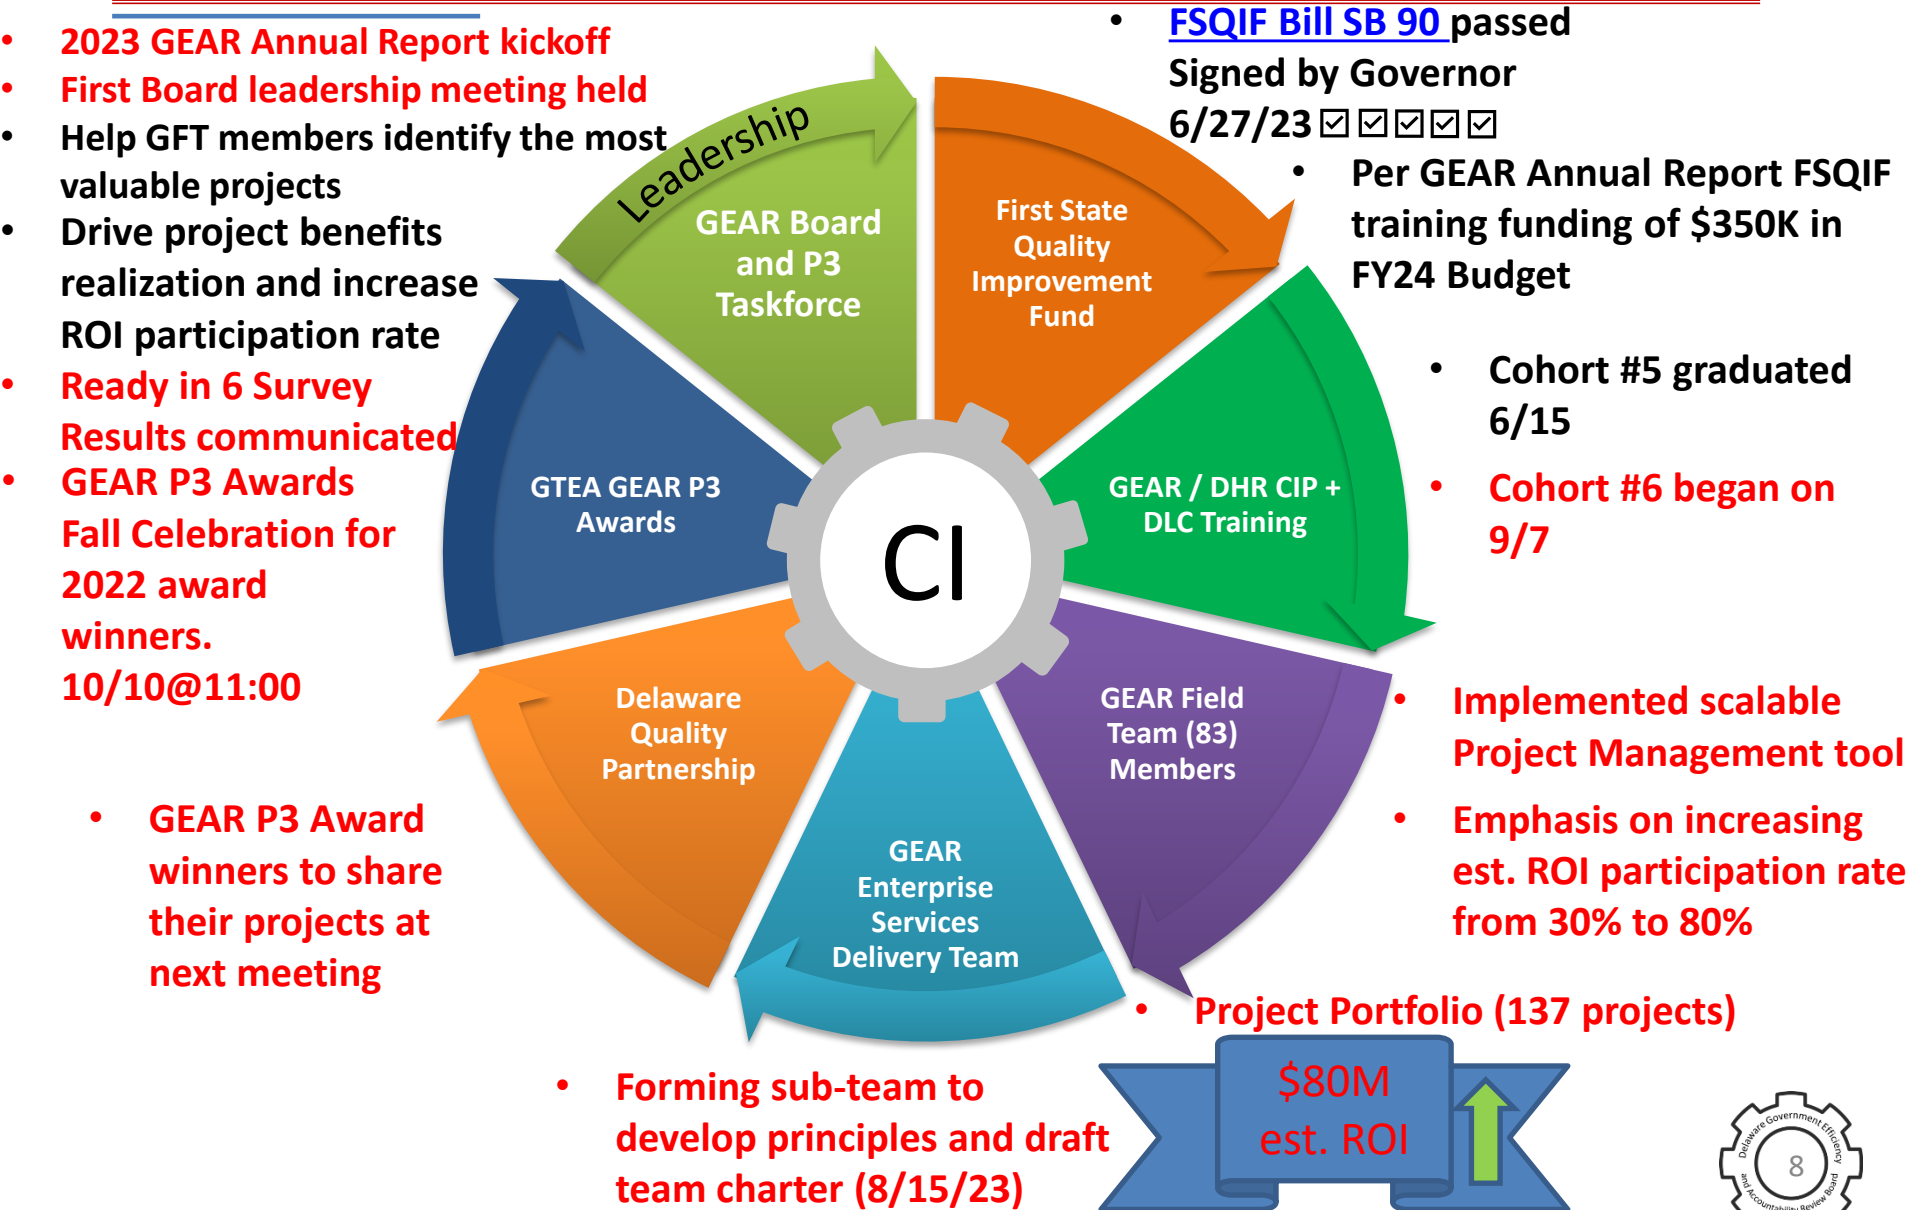 • 2023 GEAR Annual Report kickoff
• First Board leadership meeting held
• Help GFT members identify the most
valuable projects
• Drive project benefits
realization and increase
ROI participation rate
• Ready in 6 Survey
Results communicated
• GEAR P3 Awards
Fall Celebration for
2022 award
winners.
10/10@11:00
• GEAR P3 Award
winners to share
their projects at
next meeting
• FSQIF Bill SB 90 passed
Signed by Governor
6/27/23 ☑ ☑ ☑ ☑ ☑
• Per GEAR Annual Report FSQIF
training funding of $350K in
FY24 Budget
• Cohort #5 graduated
6/15
• Cohort #6 began on
9/7
• Implemented scalable
Project Management tool
• Emphasis on increasing
est. ROI participation rate
from 30% to 80%
• Project Portfolio (137 projects)
$80M
est. ROI
• Forming sub-team to
develop principles and draft
team charter (8/15/23)
Leadership
GEAR Board
and P3
Taskforce
First State
Quality
Improvement
Fund
GEAR / DHR CIP +
DLC Training
GEAR Field
Team (83)
Members
GEAR
Enterprise
Services
Delivery Team
Delaware
Quality
Partnership
GTEA GEAR P3
Awards
CI
Delaware Government Efficiency
and Accountability Review Board
8